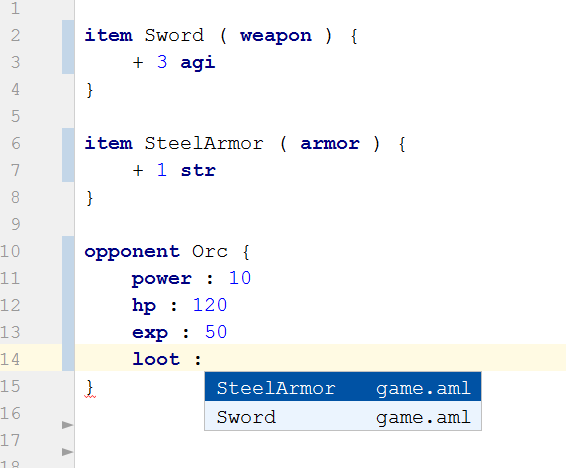 1
2 item Sword ( weapon ) {
3 + 3 agi
4 }
5
6 item SteelArmor ( armor ) {
7 + 1 str
8 }
9
10 opponent Orc {
11 power : 10
12 hp : 120
13 exp : 50
14 loot :
15 }
SteelArmor game.aml
16 Sword game.aml
17
18